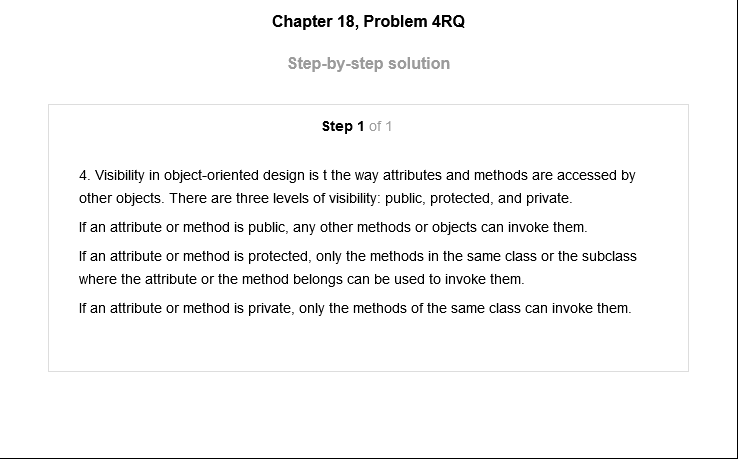 Chapter 18, Problem 4RQ
Step-by-step solution
Step 1 of 1
4. Visibility in object-oriented design is t the way attributes and methods are accessed by
other objects. There are three levels of visibility: public, protected, and private.
If an attribute or method is public, any other methods or objects can invoke them.
If an attribute or method is protected, only the methods in the same class or the subclass
where the attribute or the method belongs can be used to invoke them.
If an attribute or method is private, only the methods of the same class can invoke them.